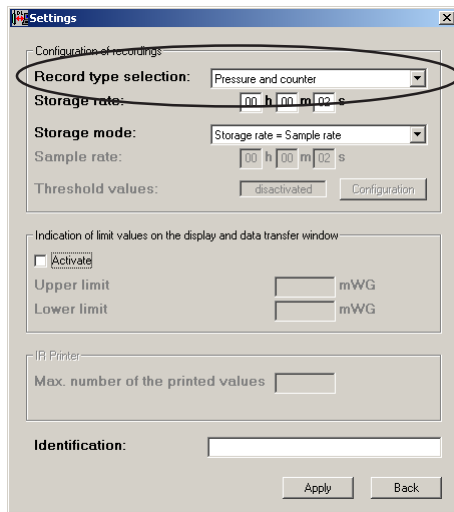 Settings
Configuration of recordings
Record type selection: Pressure and counter
Storage rate: 00 h 00 m 02 s
Storage mode: Storage rate = Sample rate
Sample rate: 00 h 00 m 02 s
Threshold values: disactivated Configuration
Indication of limit values on the display and data transfer window
Activate
Upper limit mWG
Lower limit mWG
IR Printer
Max. number of the printed values
Identification:
Apply Back